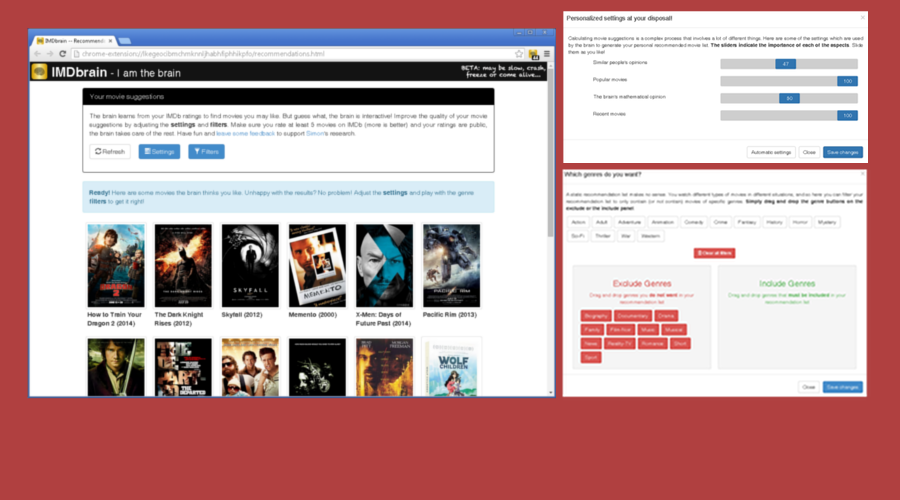 IMDbrain -- Recommen
chrome-extension://
recommendations.html
IMDbrain - I am the brain
BETA: may be slow, crash,
freeze or come alive...
Your movie suggestions
The brain learns from your IMDb ratings to find movies you may like. But guess what, the brain is interactive! Improve the quality of your movie
suggestions by adjusting the settings and filters. Make sure you rate at least 5 movies on IMDb (more is better) and your ratings are public,
the brain takes care of the rest. Have fun and leave some feedback to support Simon's research.
Refresh
Settings
Filters
Ready! Here are some movies the brain thinks you like. Unhappy with the results? No problem! Adjust the settings and play with the genre
filters to get it right!
SKYFALL
MEMENTO
PACIFIC RIM
How to Train Your
Dragon 2 (2014)
The Dark Knight
Rises (2012)
Skyfall (2012)
Memento (2000)
X-Men: Days of
Future Past (2014)
Pacific Rim (2013)
THE DEPARTED
WOLF
CHILDREN
Personalized settings at your disposal!
Calculating movie suggestions is a complex process that involves a lot of different things. Here are some of the settings which are used
by the brain to generate your personal recommended movie list. The sliders indicate the importance of each of the aspects. Slide
them as you like!
Similar people's opinions
47
Popular movies
100
The brain's mathematical opinion
50
Recent movies
100
Automate settings
Close
Save changes
Which genres do you want?
A static recommendation list makes no sense. You watch different types of movies in different situations, and so here you can filter your
recommendation list to only contain (or not contain) movies of specific genres. Simply drag and drop the genre buttons on the
exclude or the include panel
Action
Adult
Adventure
Animation
Comedy
Crime
Fantasy
History
Horror
Mystery
Sci-Fi
Thriller
War
Western
Clear all filters
Exclude Genres
Drag and drop genres you do not want in your
recommendation list
Biography
Documentary
Drama
Family
Film-Noir
Music
Musical
News
Reality-TV
Romance
Short
Sport
Include Genres
Drag and drop genres that must be included in your
recommendation list
Close
Save changes